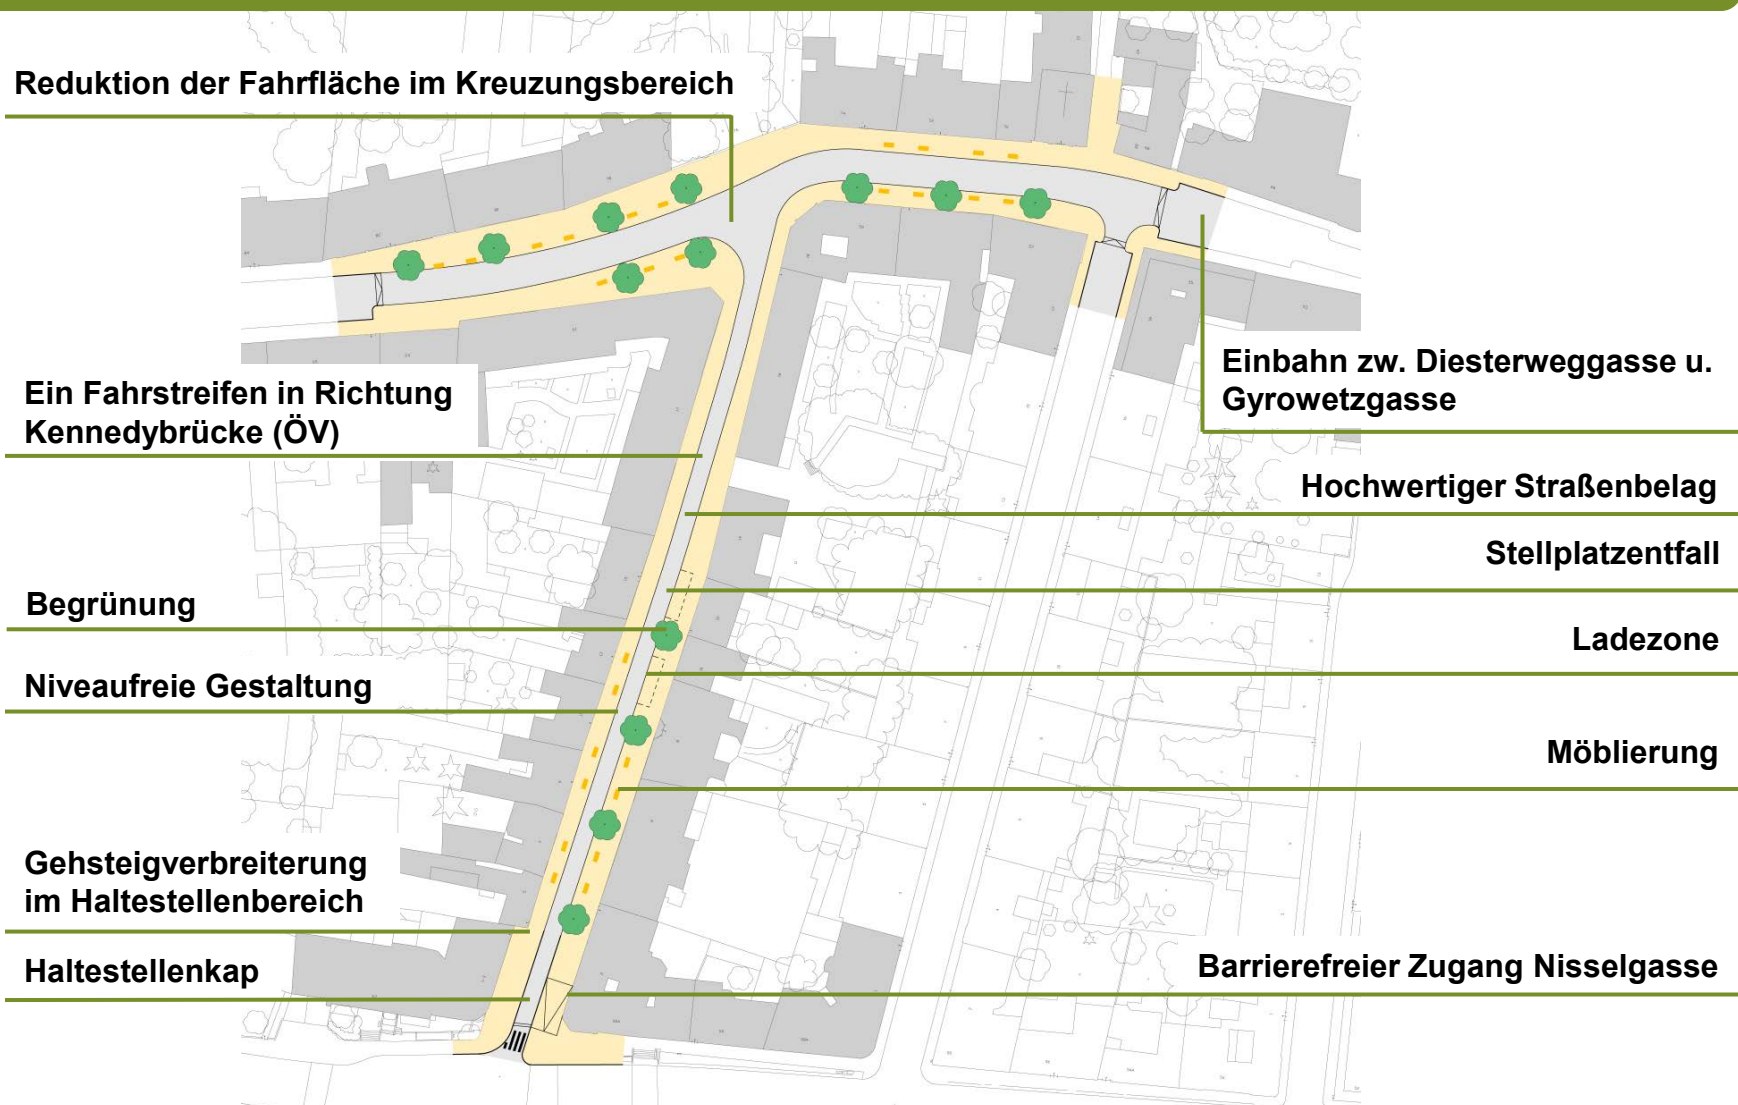 Reduktion der Fahrfläche im Kreuzungsbereich
Ein Fahrstreifen in Richtung
Kennedybrücke (ÖV)
Einbahn zw. Diesterweggasse u.
Gyrowetzgasse
Hochwertiger Straßenbelag
Stellplatzentfall
Begrünung
Ladezone
Niveaufreie Gestaltung
Möblierung
Gehsteigverbreiterung
im Haltestellenbereich
Haltestellenkap
Barrierefreier Zugang Nisselgasse